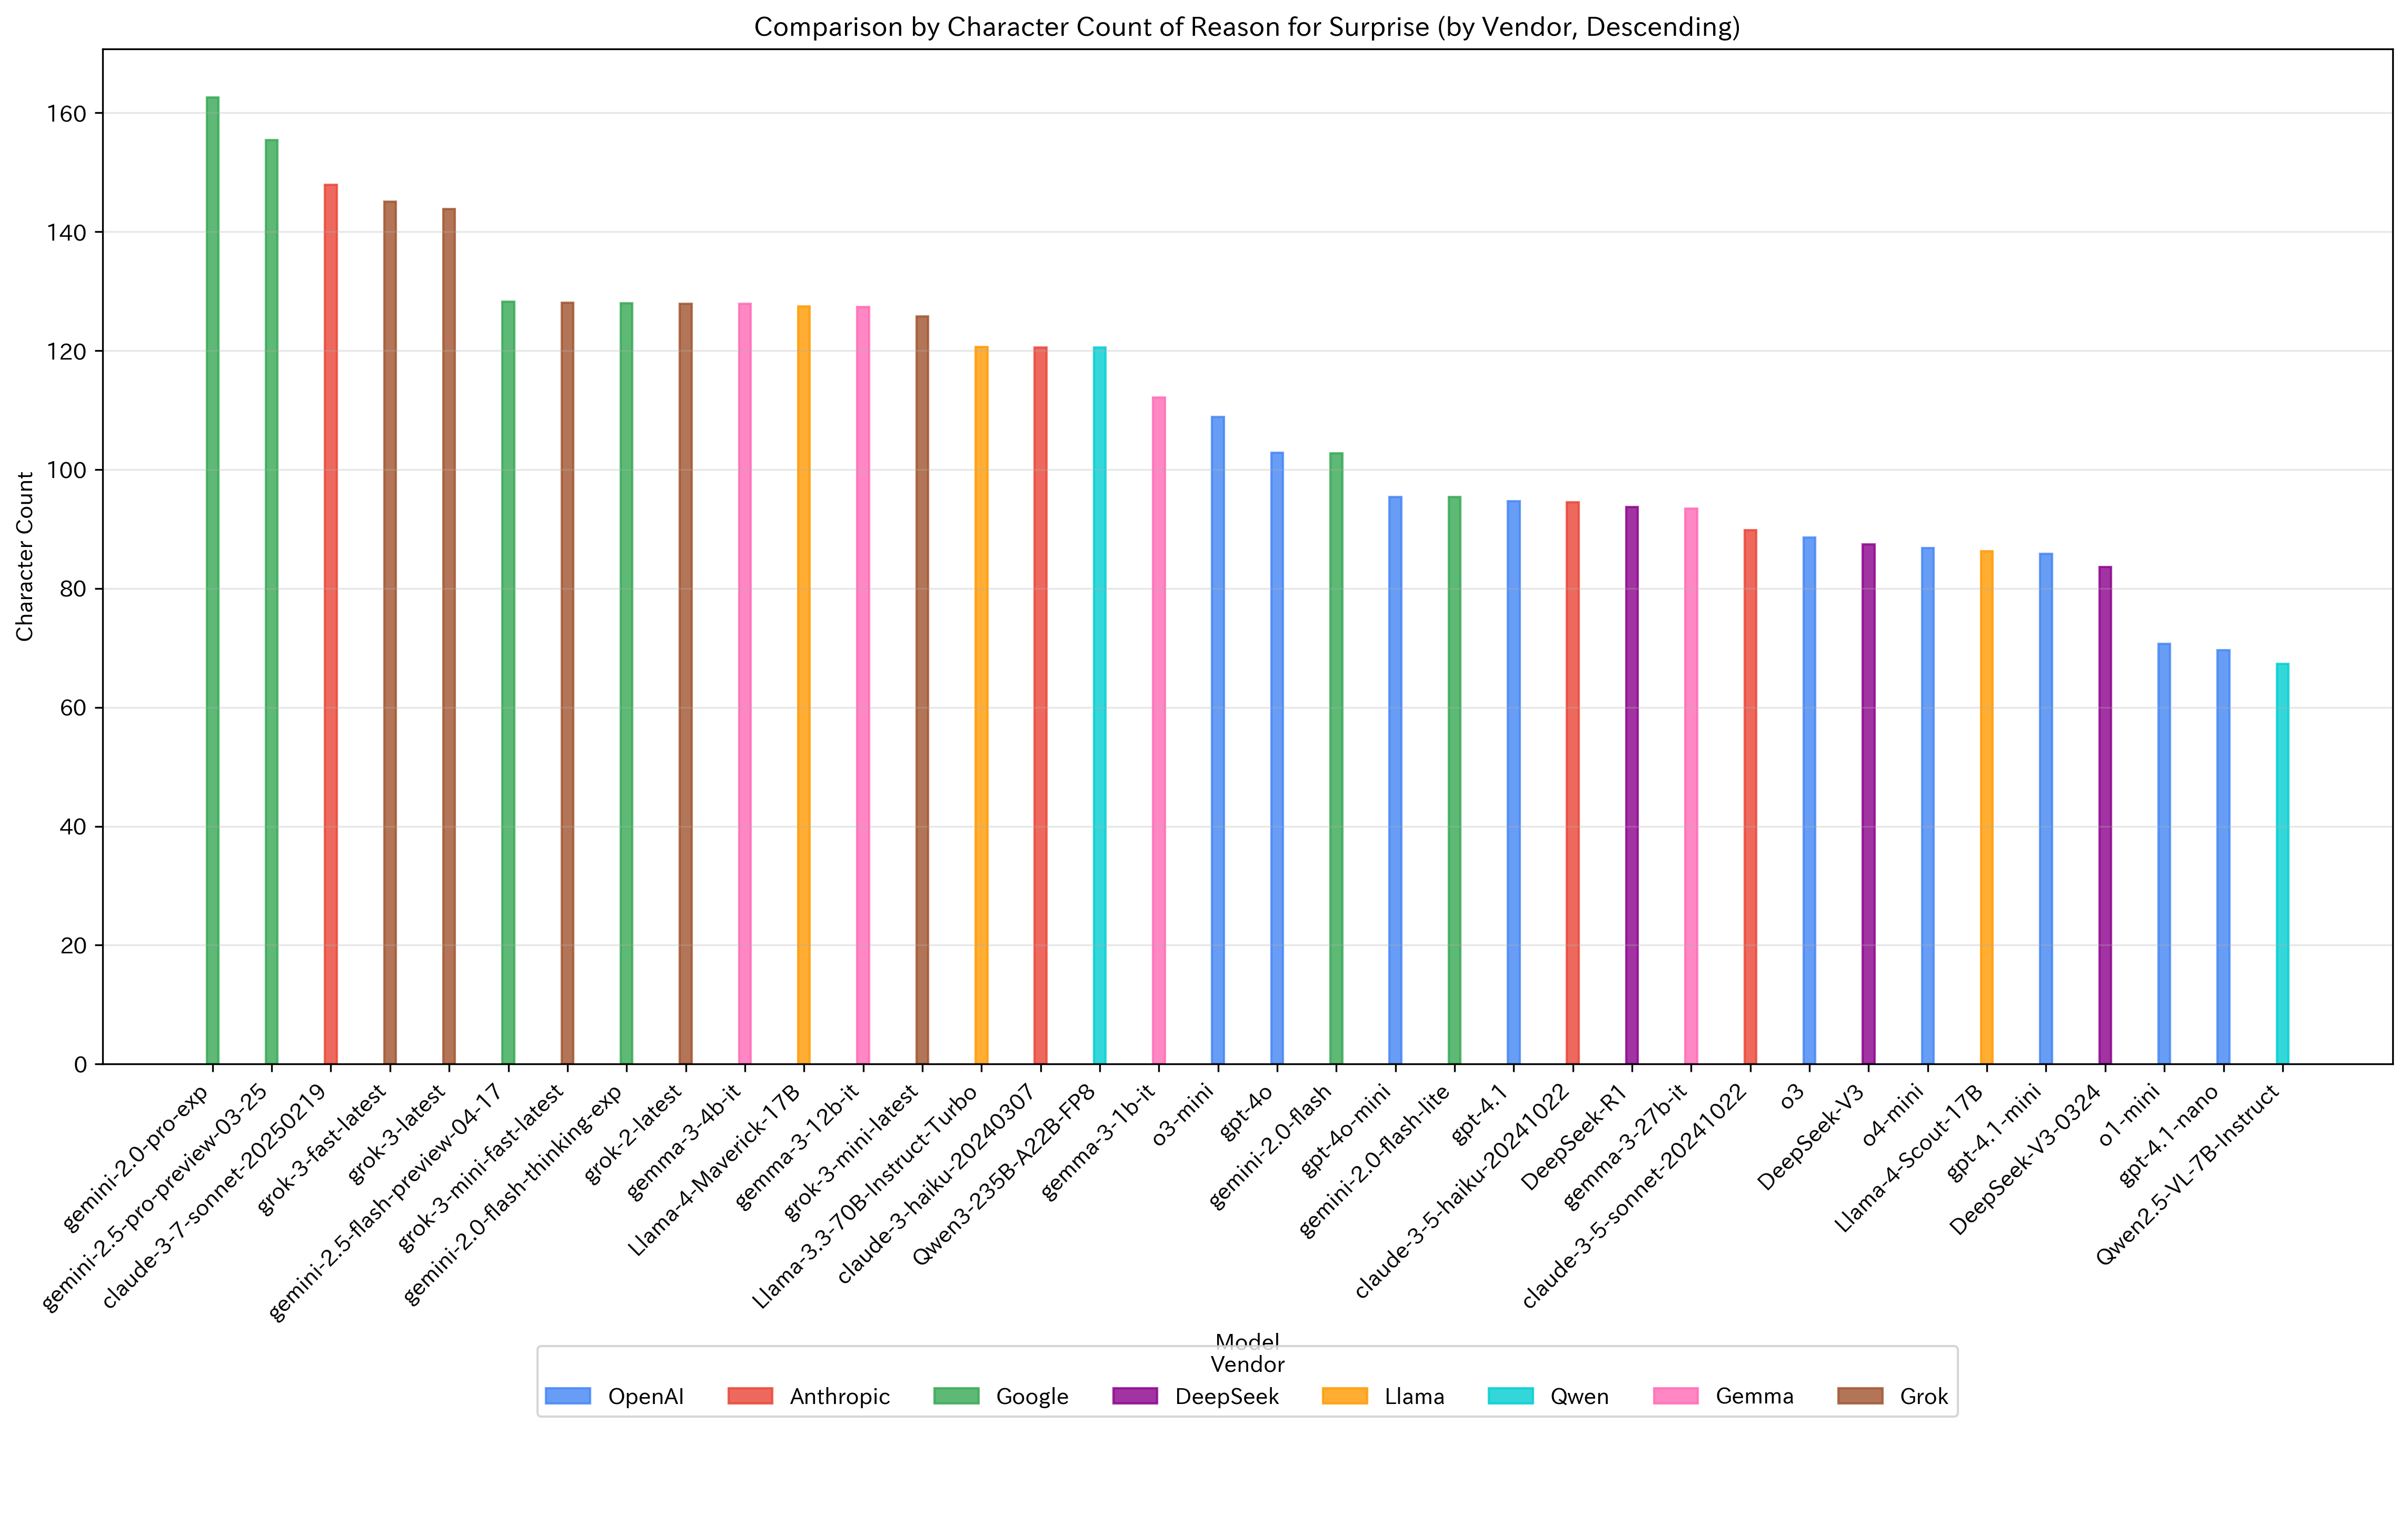 Comparison by Character Count of Reason for Surprise (by Vendor, Descending)
Character Count
160
140
120
100
80
60
40
20
0
gemini-2.0-pro-exp
gemini-2.5-pro-preview-03-25
claude-3-7-sonnet-20250219
grok-3-fast-latest
grok-3-latest
gemini-2.5-flash-preview-04-17
grok-3-mini-fast-latest
gemini-2.0-flash-thinking-exp
grok-2-latest
gemma-3-4b-it
Llama-4-Maverick-17B
gemma-3-12b-it
grok-3-mini-latest
Llama-3.3-70B-Instruct-Turbo
claude-3-haiku-20240307
Qwen3-235B-A22B-FP8
gemma-3-1b-it
o3-mini
gpt-4o
gemini-2.0-flash
gpt-4o-mini
gemini-2.0-flash-lite
gpt-4.1
claude-3-5-haiku-20241022
DeepSeek-R1
gemma-3-27b-it
claude-3-5-sonnet-20241022
o3
DeepSeek-V3
o4-mini
Llama-4-Scout-17B
gpt-4.1-mini
DeepSeek-V3-0324
o1-mini
gpt-4.1-nano
Qwen2.5-VL-7B-Instruct
Model
Vendor
OpenAI Anthropic Google DeepSeek Llama Qwen Gemma Grok